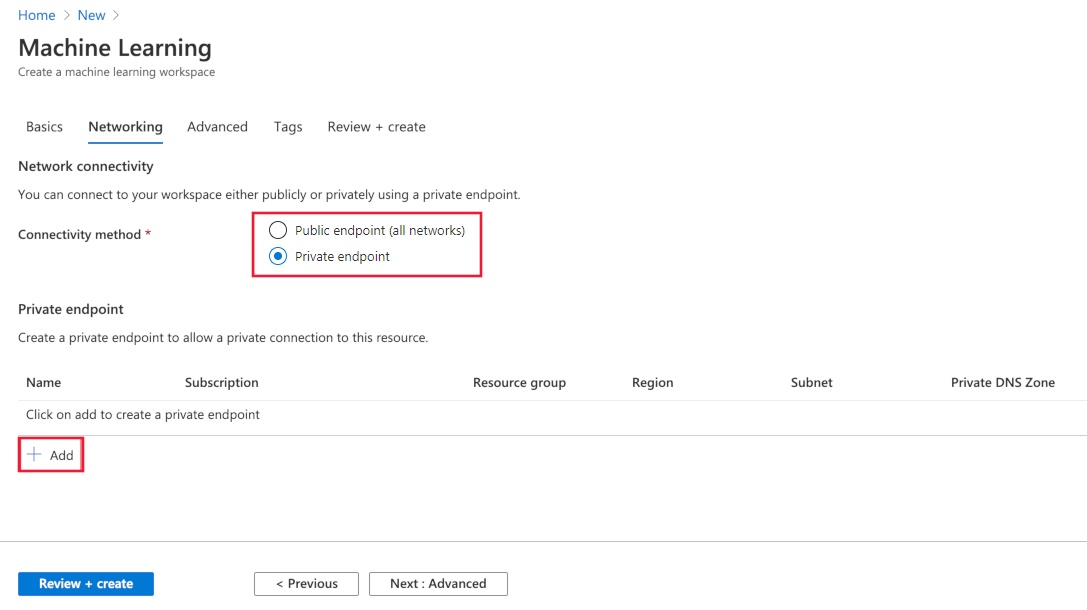 Home > New >
Machine Learning
Create a machine learning workspace
Basics Networking Advanced Tags Review + create
Network connectivity
You can connect to your workspace either publicly or privately using a private endpoint.
Connectivity method *
Public endpoint (all networks)
Private endpoint
Private endpoint
Create a private endpoint to allow a private connection to this resource.
Name Subscription Resource group Region Subnet Private DNS Zone
Click on add to create a private endpoint
+ Add
Review + create < Previous Next : Advanced